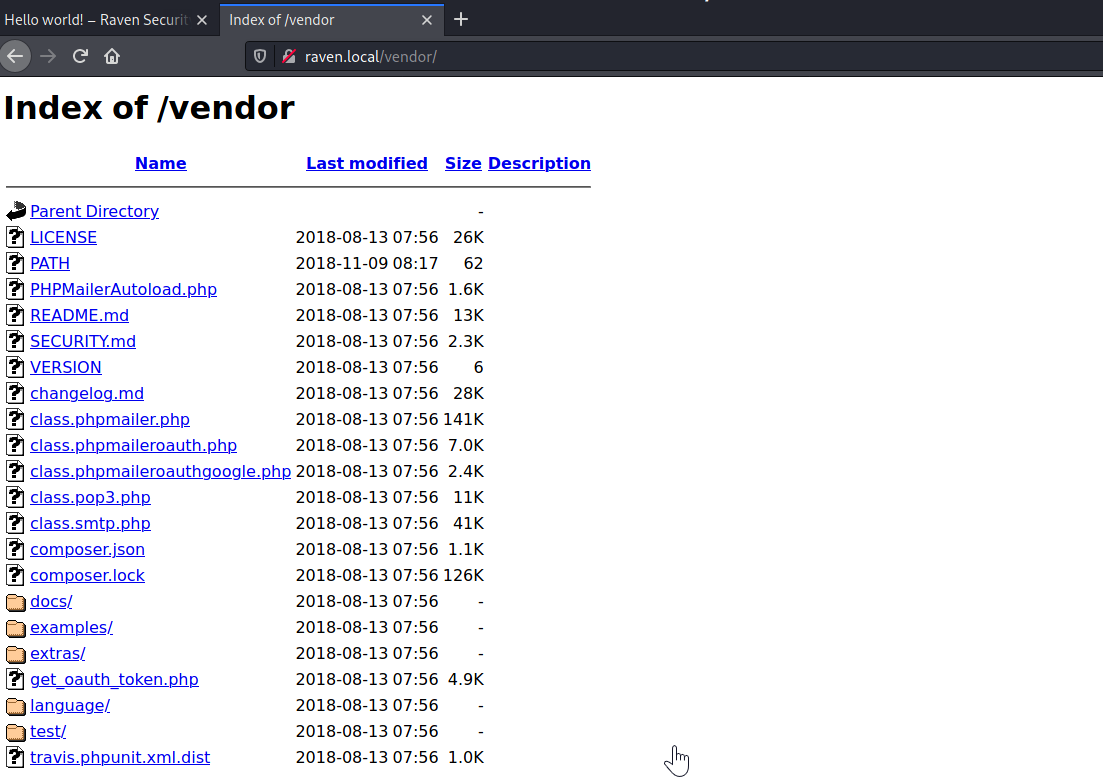 Hello world! – Raven Securit Index of /vendor
raven.local/vendor/
Index of /vendor
Name Last modified Size Description
Parent Directory -
LICENSE 2018-08-13 07:56 26K
PATH 2018-11-09 08:17 62
PHPMailerAutoload.php 2018-08-13 07:56 1.6K
README.md 2018-08-13 07:56 13K
SECURITY.md 2018-08-13 07:56 2.3K
VERSION 2018-08-13 07:56 6
changelog.md 2018-08-13 07:56 28K
class.phpmailer.php 2018-08-13 07:56 141K
class.phpmaileroauth.php 2018-08-13 07:56 7.0K
class.phpmaileroauthgoogle.php 2018-08-13 07:56 2.4K
class.pop3.php 2018-08-13 07:56 11K
class.smtp.php 2018-08-13 07:56 41K
composer.json 2018-08-13 07:56 1.1K
composer.lock 2018-08-13 07:56 126K
docs/ 2018-08-13 07:56 -
examples/ 2018-08-13 07:56 -
extras/ 2018-08-13 07:56 -
get_oauth_token.php 2018-08-13 07:56 4.9K
language/ 2018-08-13 07:56 -
test/ 2018-08-13 07:56 -
travis.phpunit.xml.dist 2018-08-13 07:56 1.0K